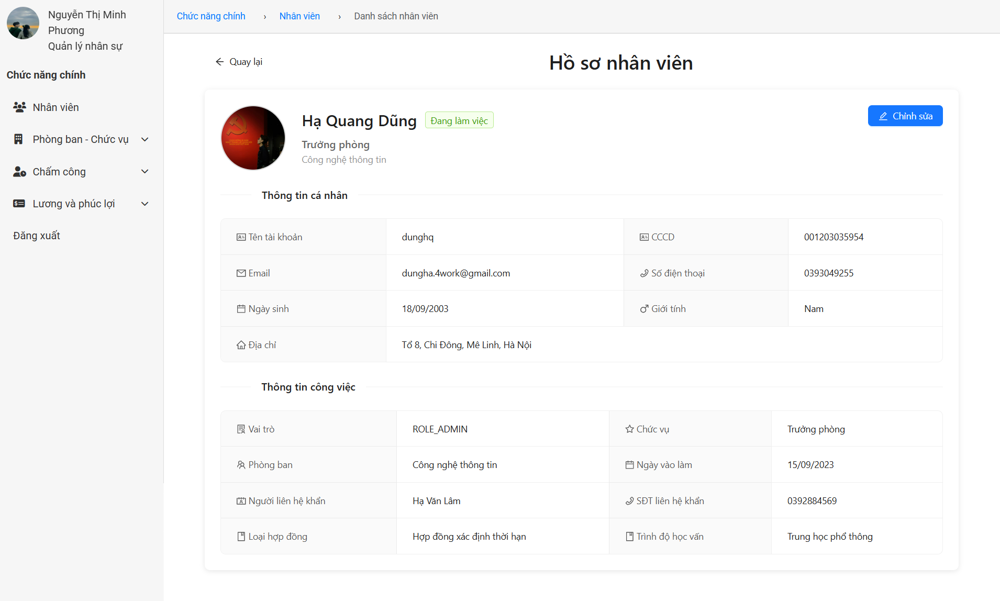 Nguyễn Thị Minh
Phương
Quản lý nhân sự
Chức năng chính
Nhân viên
Phòng ban - Chức vụ
Chấm công
Lương và phúc lợi
Đăng xuất
Chức năng chính › Nhân viên › Danh sách nhân viên
Quay lại
Hồ sơ nhân viên
Hạ Quang Dũng Đang làm việc
Chỉnh sửa
Trưởng phòng
Công nghệ thông tin
Thông tin cá nhân
Tên tài khoản dunghq CCCD 001203035954
Email dungha.4work@gmail.com Số điện thoại 0393049255
Ngày sinh 18/09/2003 Giới tính Nam
Địa chỉ Tổ 8, Chi Đông, Mê Linh, Hà Nội
Thông tin công việc
Vai trò ROLE_ADMIN Chức vụ Trưởng phòng
Phòng ban Công nghệ thông tin Ngày vào làm 15/09/2023
Người liên hệ khẩn Hạ Văn Lâm SĐT liên hệ khẩn 0392884569
Loại hợp đồng Hợp đồng xác định thời hạn Trình độ học vấn Trung học phổ thông